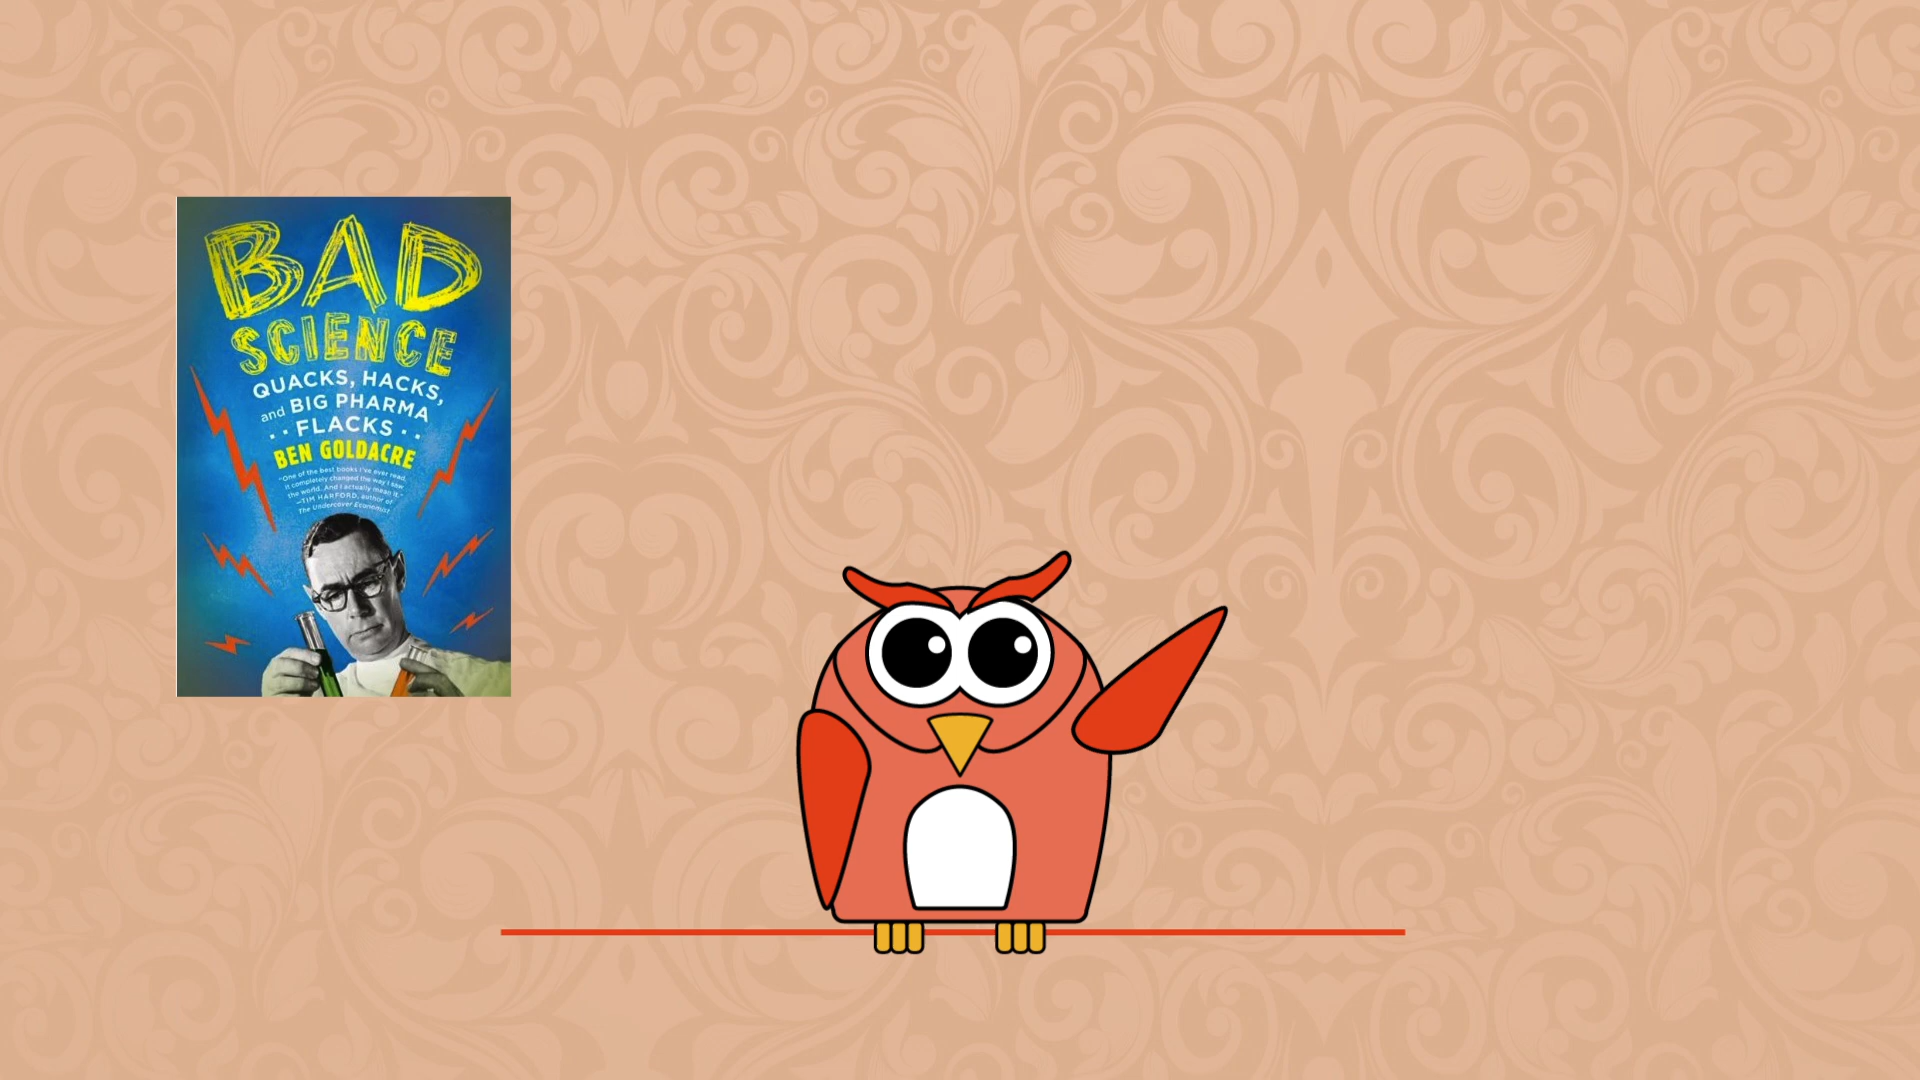 BAD
SCIENCE
QUACKS, HACKS,
and BIG PHARMA
·· FLACKS ··
BEN GOLDACRE
"One of the best books I've ever read.
It completely changed the way I saw
the world. And I actually mean it."
—TIM HARFORD, author of
The Undercover Economist